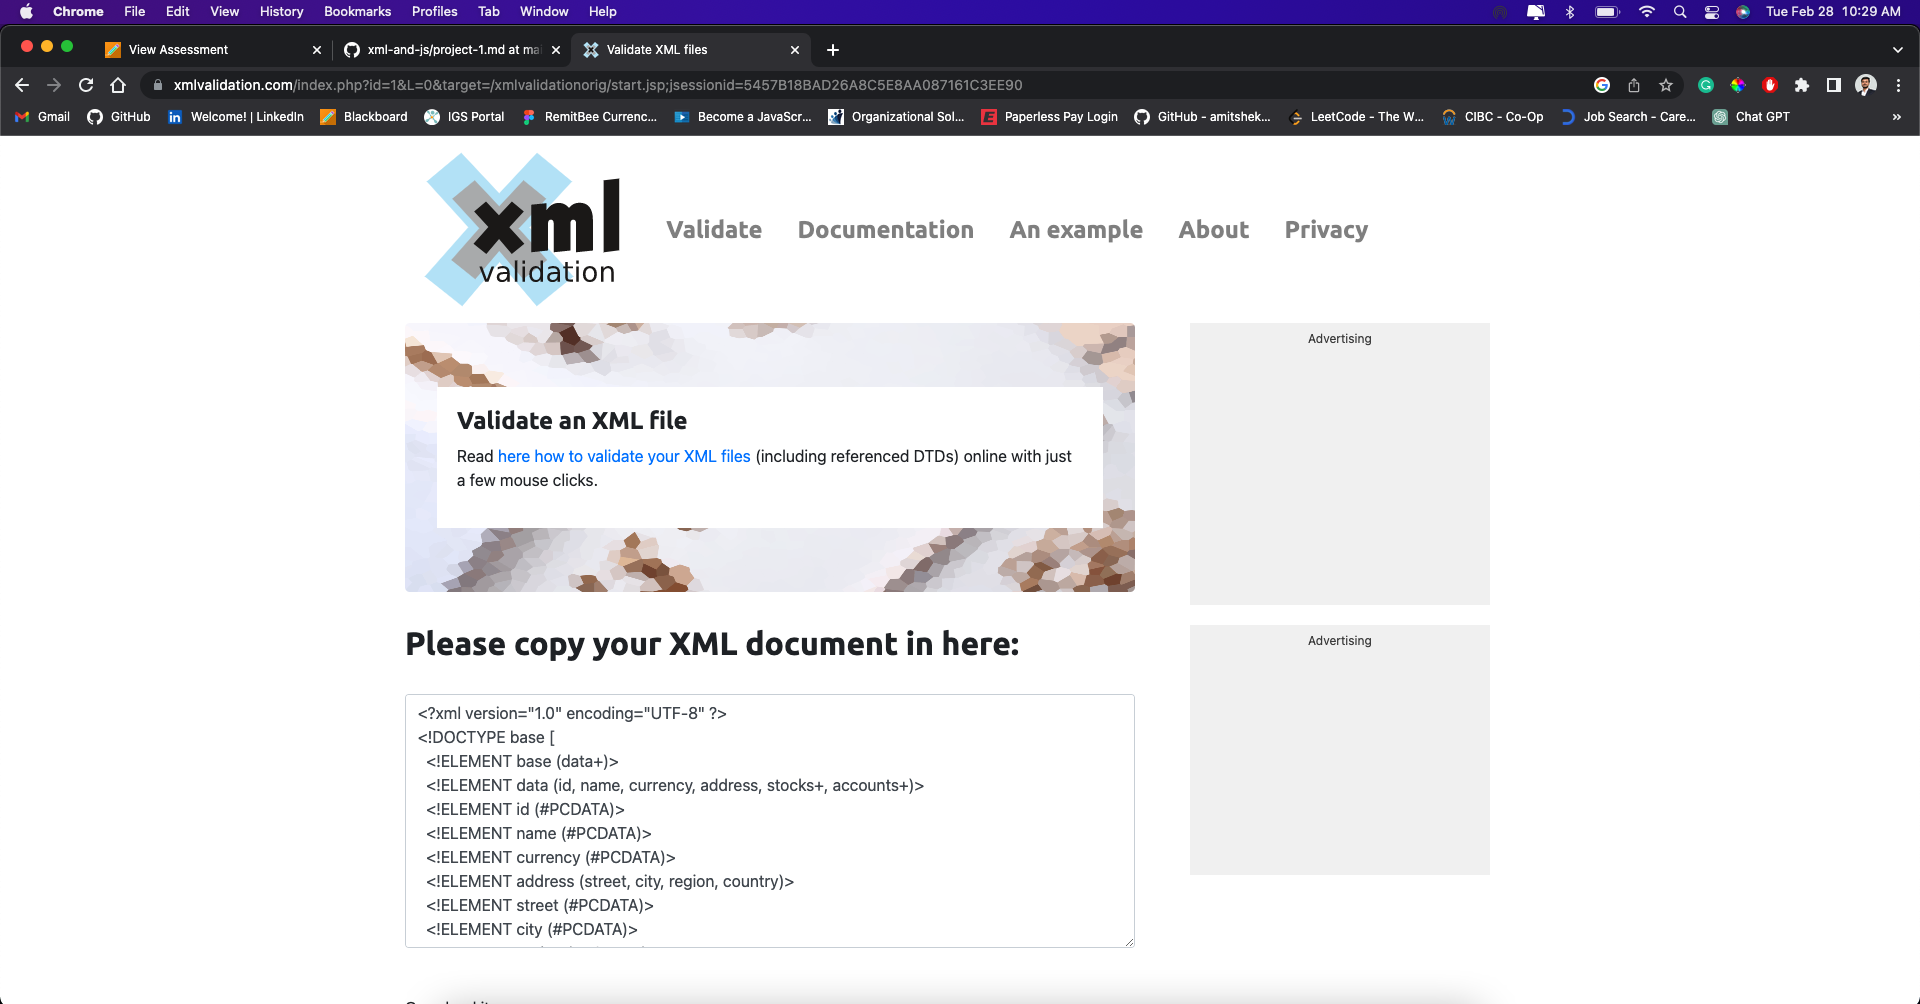 Chrome File Edit View History Bookmarks Profiles Tab Window Help Tue Feb 28 10:29 AM
View Assessment xml-and-js/project-1.md at mai Validate XML files
xmlvalidation.com/index.php?id=1&L=0&target=/xmlvalidationorig/start.jsp;jsessionid=5457B18BAD26A8C5E8AA087161C3EE90
Gmail GitHub Welcome! | LinkedIn Blackboard IGS Portal RemitBee Currenc... Become a JavaScr... Organizational Sol... Paperless Pay Login GitHub - amitshek... LeetCode - The W... CIBC - Co-Op Job Search - Care... Chat GPT »
xml
validation
Validate Documentation An example About Privacy
Advertising
Validate an XML file
Read here how to validate your XML files (including referenced DTDs) online with just
a few mouse clicks.
Please copy your XML document in here:
Advertising
<?xml version="1.0" encoding="UTF-8" ?>
<!DOCTYPE base [
<!ELEMENT base (data+)>
<!ELEMENT data (id, name, currency, address, stocks+, accounts+)>
<!ELEMENT id (#PCDATA)>
<!ELEMENT name (#PCDATA)>
<!ELEMENT currency (#PCDATA)>
<!ELEMENT address (street, city, region, country)>
<!ELEMENT street (#PCDATA)>
<!ELEMENT city (#PCDATA)>